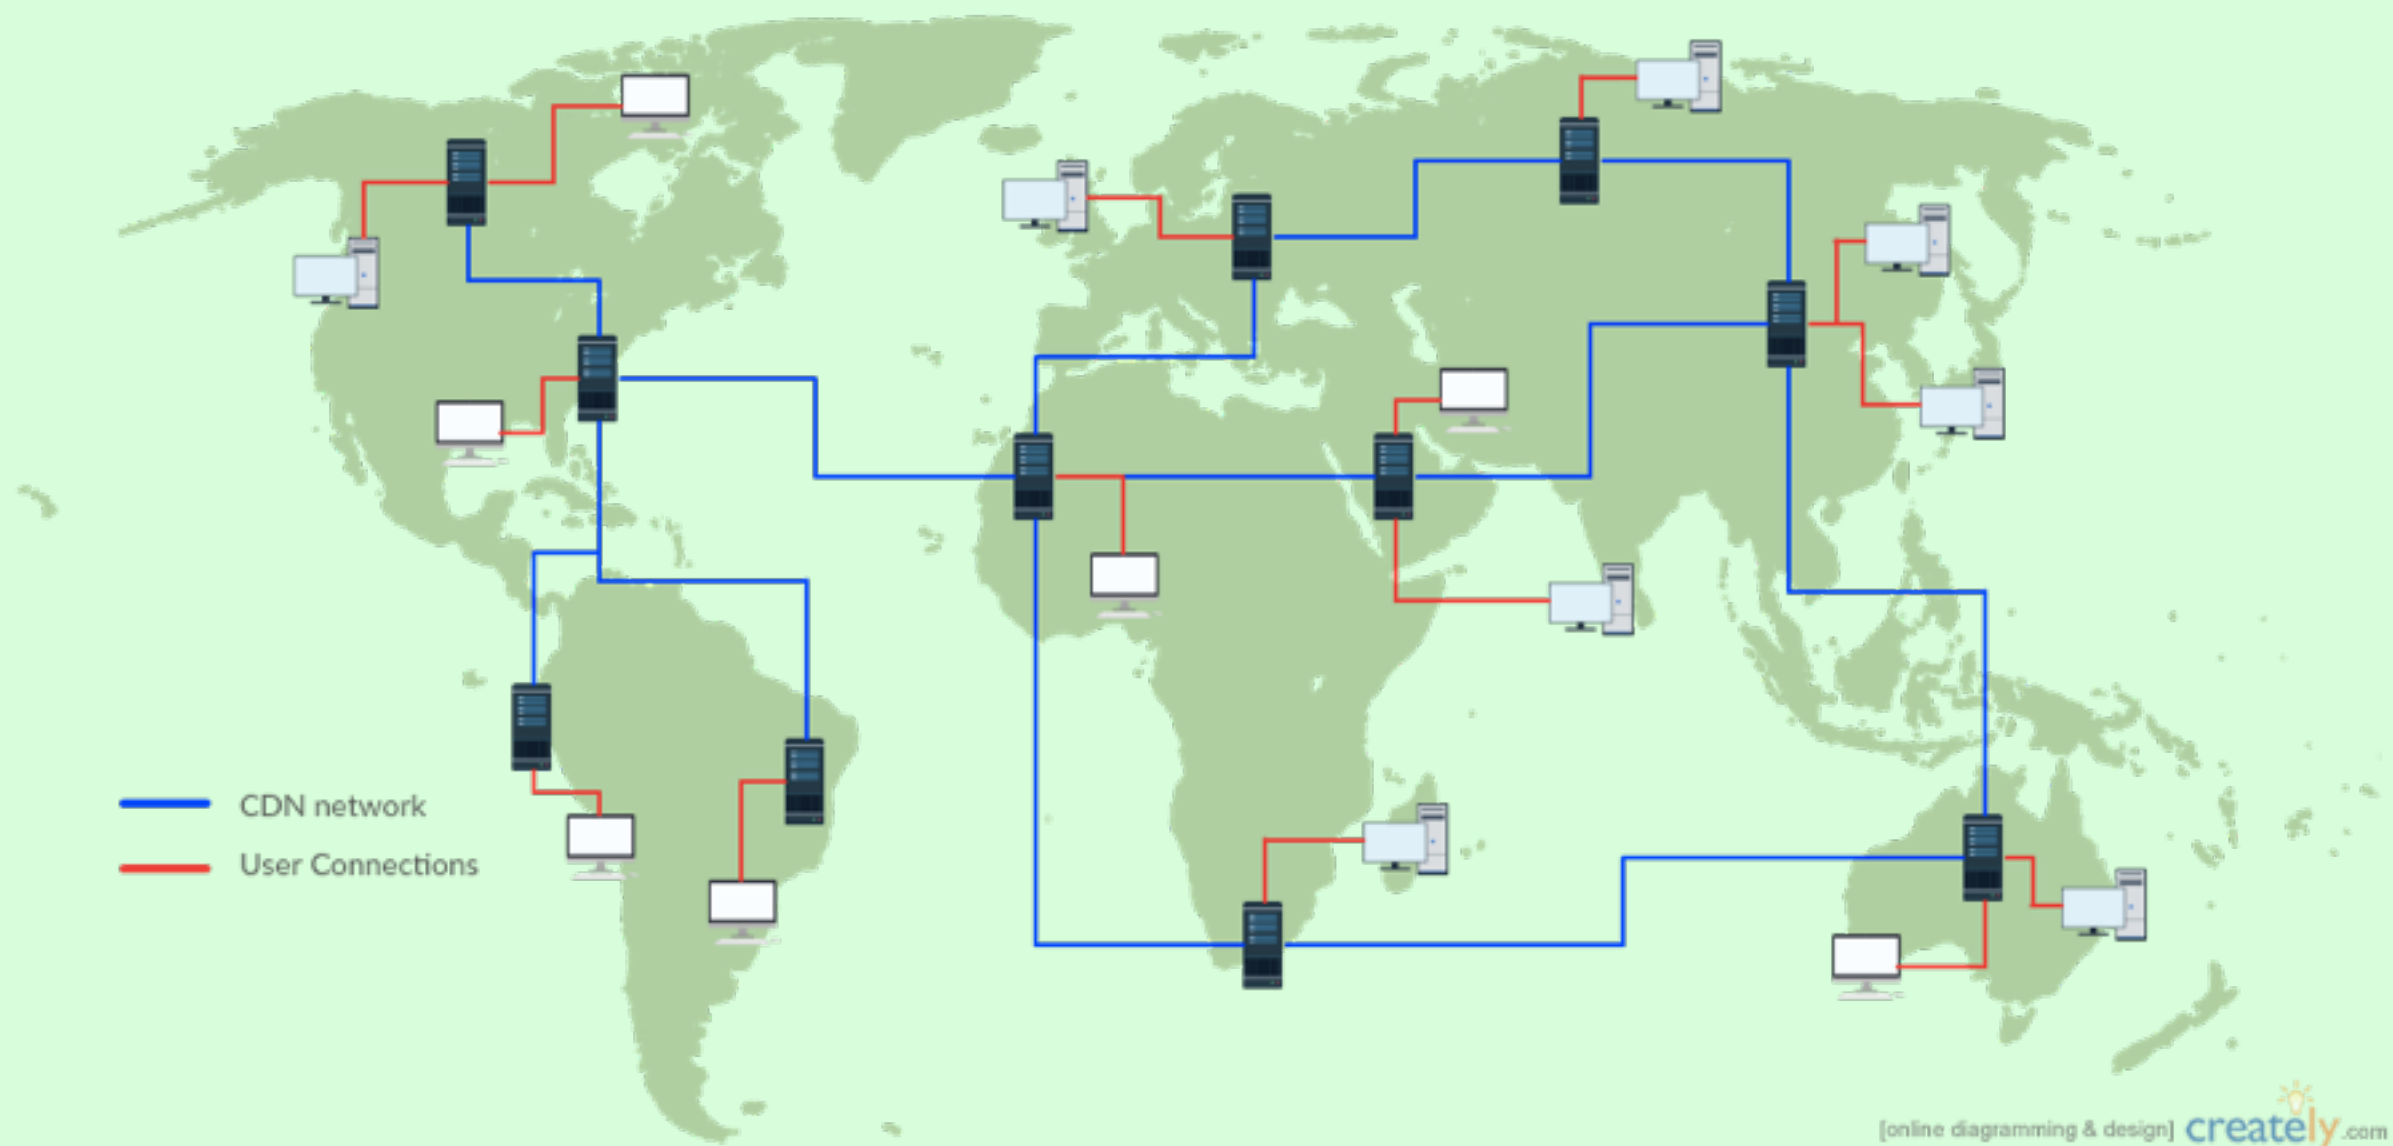 CDN network
User Connections
[online diagramming & design] creately.com